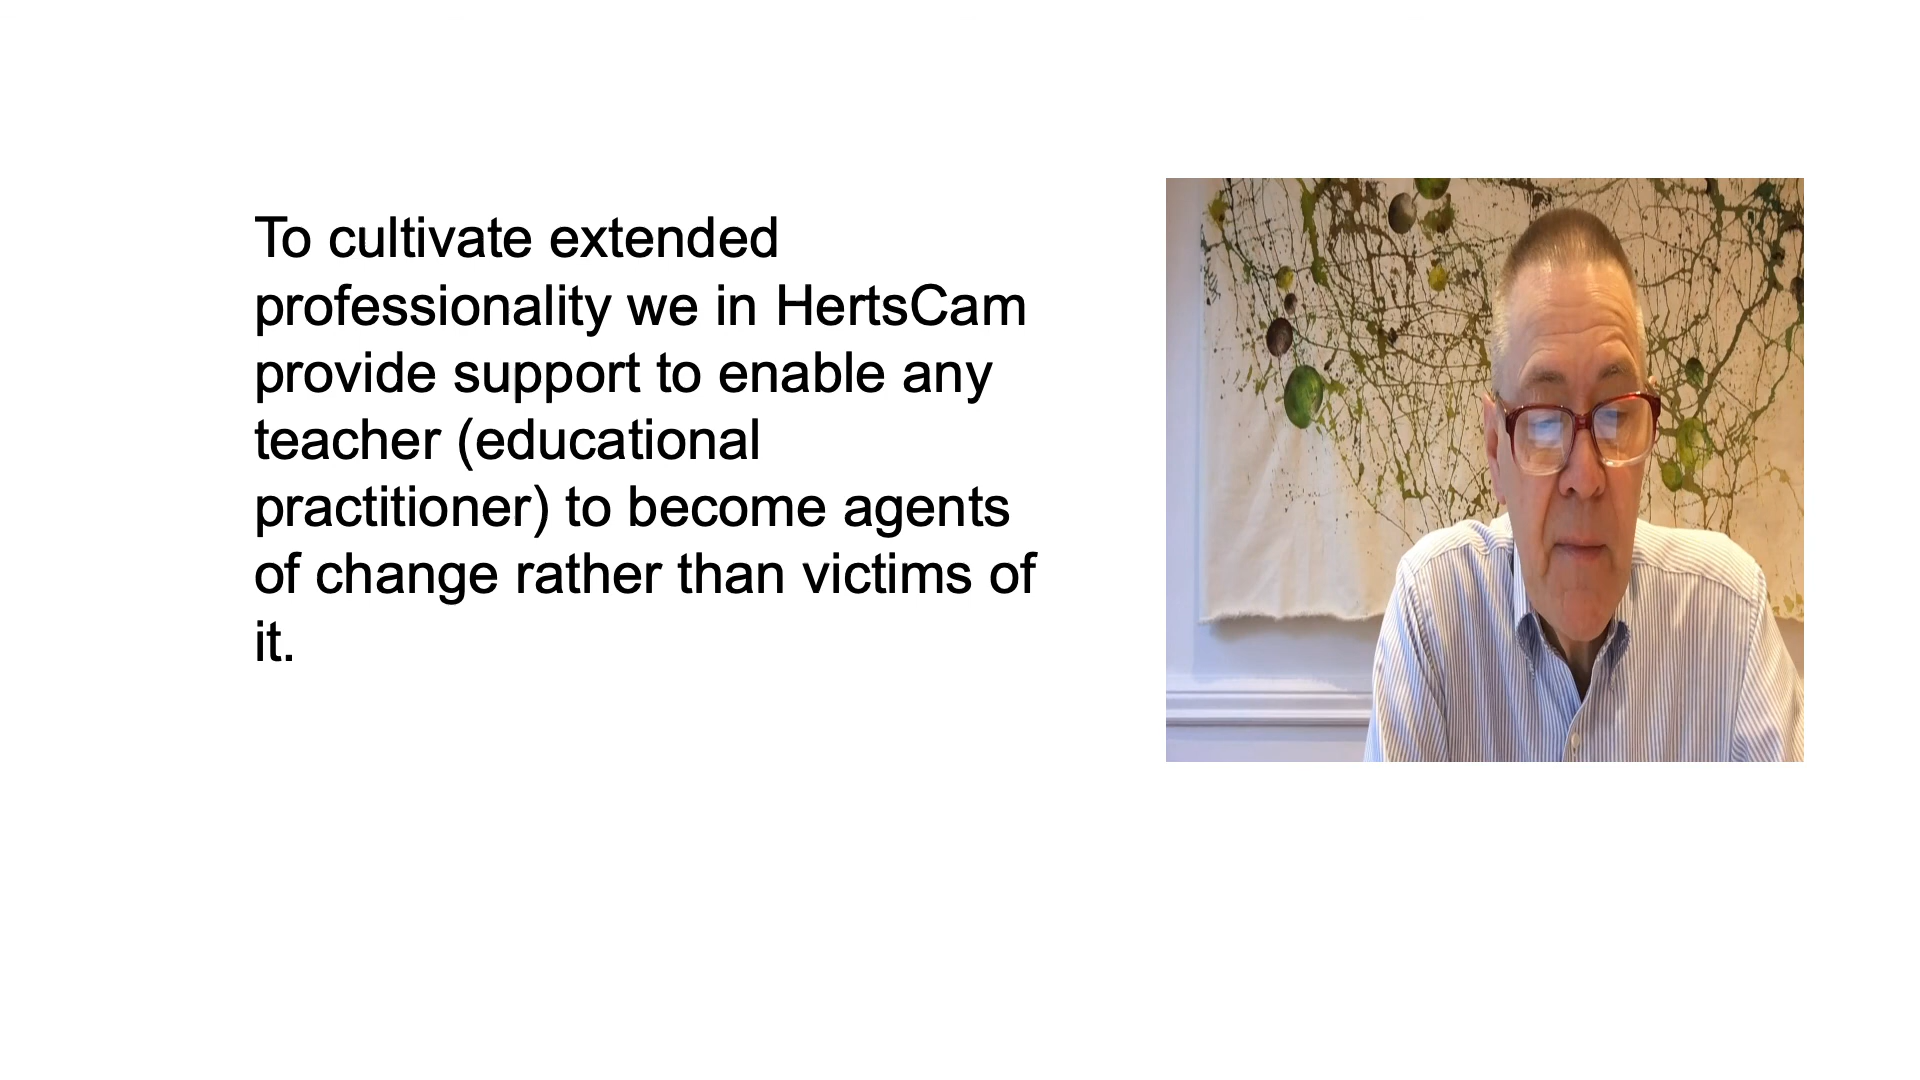 To cultivate extended
professionality we in HertsCam
provide support to enable any
teacher (educational
practitioner) to become agents
of change rather than victims of
it.